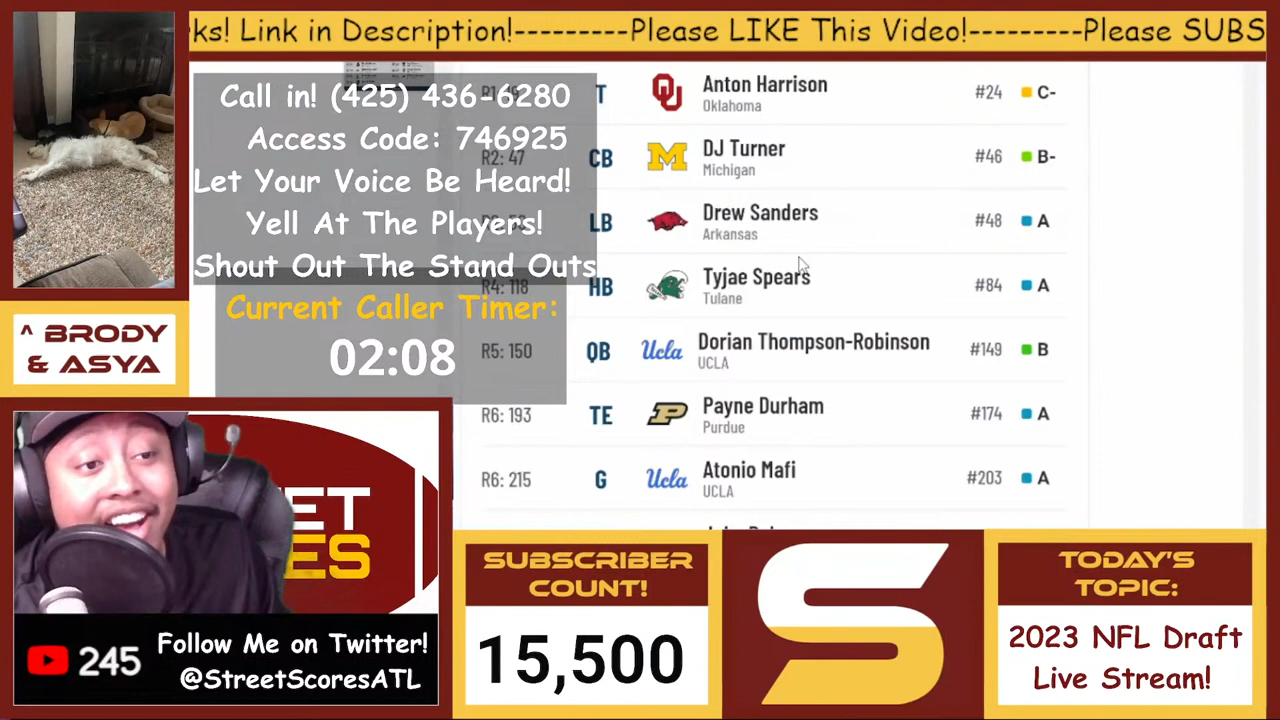 ks! Link in Description!---------Please LIKE This Video!---------Please SUBS
Call in! (425) 436-6280
Access Code: 746925
Let Your Voice Be Heard!
Yell At The Players!
Shout Out The Stand Outs
Current Caller Timer:
02:08
T Anton Harrison #24 C-
Oklahoma
R2: 47 CB DJ Turner #46 B-
Michigan
LB Drew Sanders #48 A
Arkansas
R4: 118 HB Tyjae Spears #84 A
Tulane
R5: 150 QB Ucla Dorian Thompson-Robinson #149 B
UCLA
R6: 193 TE P Payne Durham #174 A
Purdue
R6: 215 G Ucla Atonio Mafi #203 A
UCLA
^ BRODY
& ASYA
ET
ES
245
Follow Me on Twitter!
@StreetScoresATL
SUBSCRIBER
COUNT!
15,500
S
TODAY'S
TOPIC:
2023 NFL Draft
Live Stream!